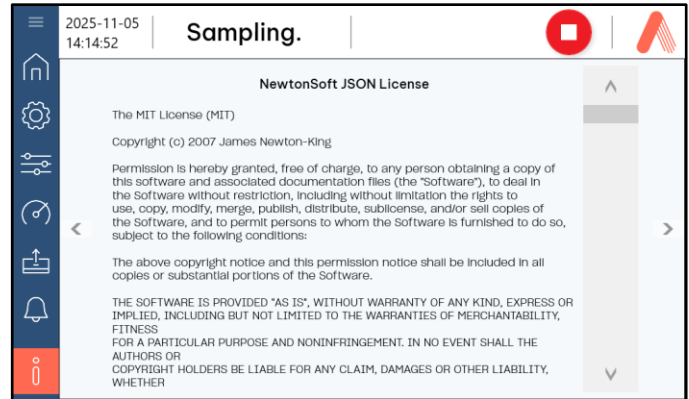 2025-11-05
14:14:52
Sampling.
NewtonSoft JSON License
The MIT License (MIT)
Copyright (c) 2007 James Newton-King
Permission is hereby granted, free of charge, to any person obtaining a copy of
this software and associated documentation files (the "Software"), to deal in
the Software without restriction, including without limitation the rights to
use, copy, modify, merge, publish, distribute, sublicense, and/or sell copies of
the Software, and to permit persons to whom the Software is furnished to do so,
subject to the following conditions:
The above copyright notice and this permission notice shall be included in all
copies or substantial portions of the Software.
THE SOFTWARE IS PROVIDED "AS IS", WITHOUT WARRANTY OF ANY KIND, EXPRESS OR
IMPLIED, INCLUDING BUT NOT LIMITED TO THE WARRANTIES OF MERCHANTABILITY,
FITNESS
FOR A PARTICULAR PURPOSE AND NONINFRINGEMENT. IN NO EVENT SHALL THE
AUTHORS OR
COPYRIGHT HOLDERS BE LIABLE FOR ANY CLAIM, DAMAGES OR OTHER LIABILITY,
WHETHER